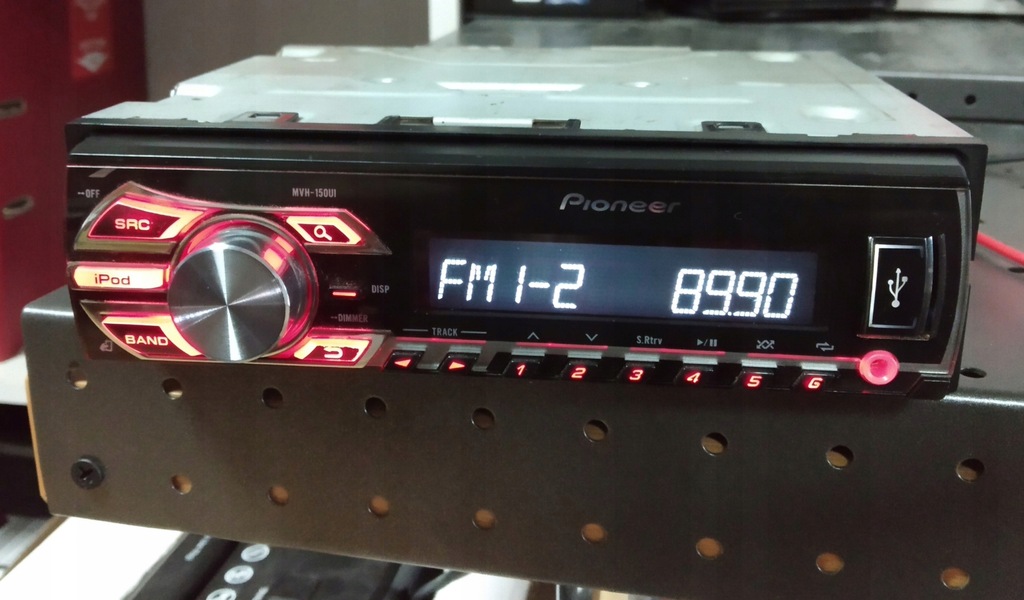 --OFF
MVH-150UI
Pioneer
SRC
iPod
BAND
DISP
--DIMMER
FM1-2 89.90
TRACK
S.Rtrv
1 2 3 4 5 6